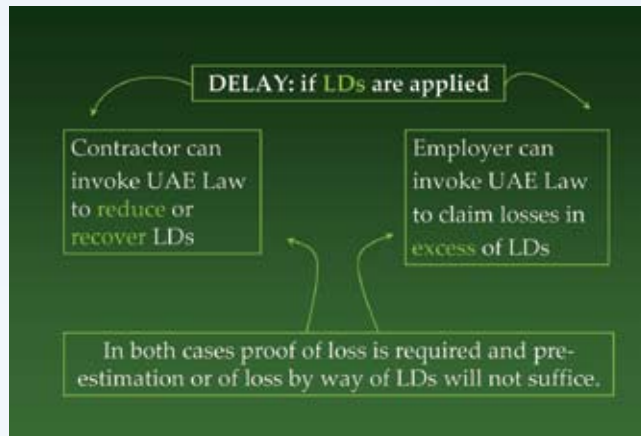 DELAY: if LDs are applied
Contractor can
invoke UAE Law
to reduce or
recover LDs
Employer can
invoke UAE Law
to claim losses in
excess of LDs
In both cases proof of loss is required and pre-
estimation or of loss by way of LDs will not suffice.